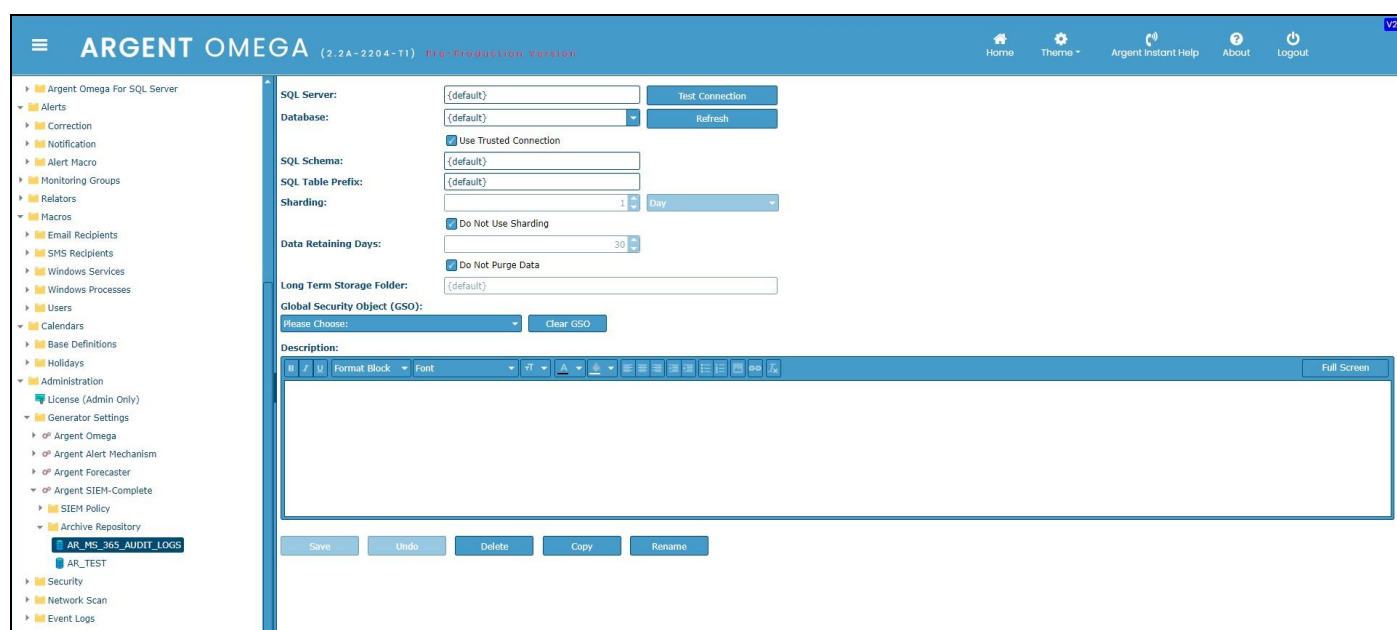 V2
ARGENT OMEGA (2.2A-2204-T1) Pre-Production Version
Home
Theme
Argent Instant Help
About
Logout
Argent Omega For SQL Server
Alerts
Correction
Notification
Alert Macro
Monitoring Groups
Relators
Macros
Email Recipients
SMS Recipients
Windows Services
Windows Processes
Users
Calendars
Base Definitions
Holidays
Administration
License (Admin Only)
Generator Settings
Argent Omega
Argent Alert Mechanism
Argent Forecaster
Argent SIEM-Complete
SIEM Policy
Archive Repository
AR_MS_365_AUDIT_LOGS
AR_TEST
Security
Network Scan
Event Logs
SQL Server: {default} Test Connection
Database: {default} Refresh
Use Trusted Connection
SQL Schema: {default}
SQL Table Prefix: {default}
Sharding: 1 Day
Do Not Use Sharding
Data Retaining Days: 30
Do Not Purge Data
Long Term Storage Folder: {default}
Global Security Object (GSO):
Please Choose: Clear GSO
Description:
B I U Format Block Font A Full Screen
Save Undo Delete Copy Rename